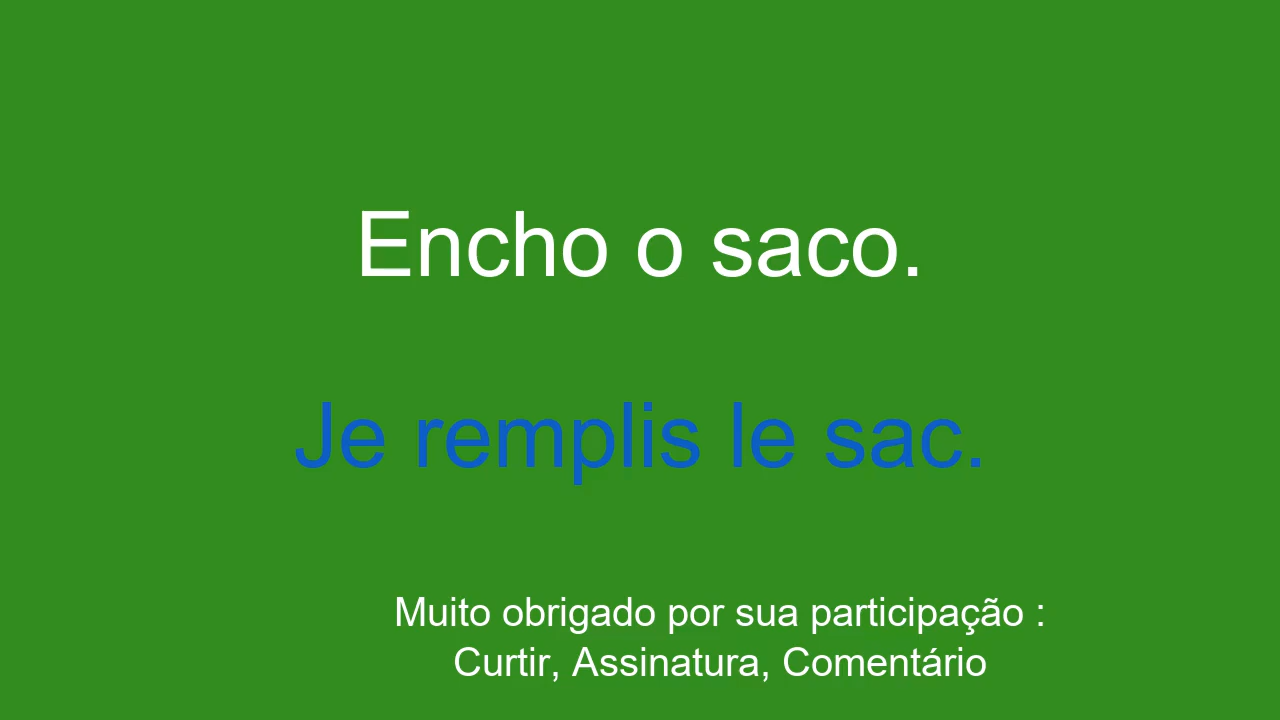 Encho o saco.
Je remplis le sac.
Muito obrigado por sua participação :
Curtir, Assinatura, Comentário